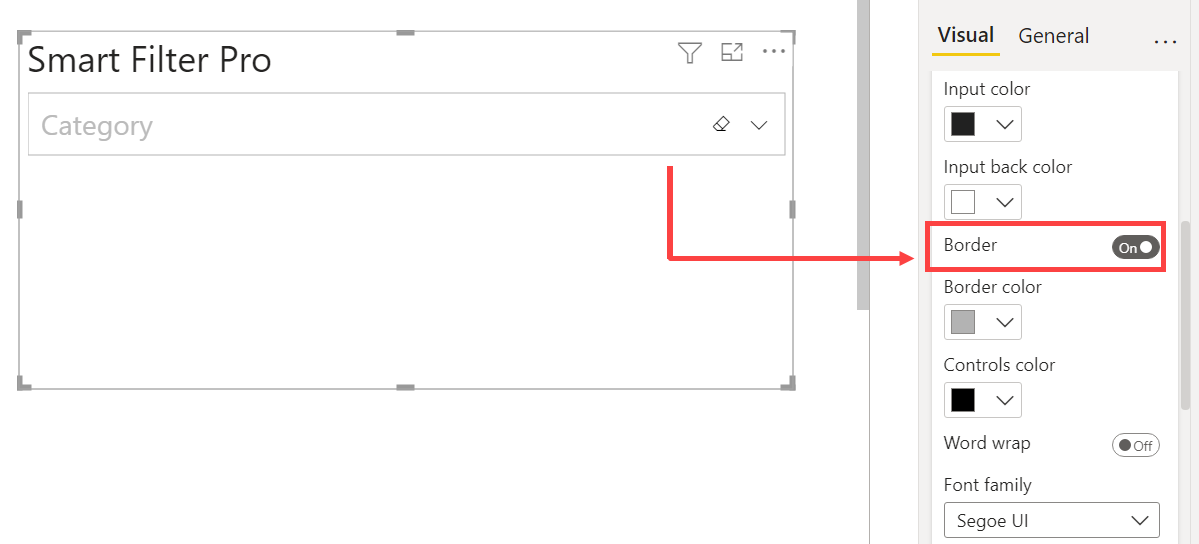 Smart Filter Pro
Category
Visual General
Input color
Input back color
Border On
Border color
Controls color
Word wrap Off
Font family
Segoe UI